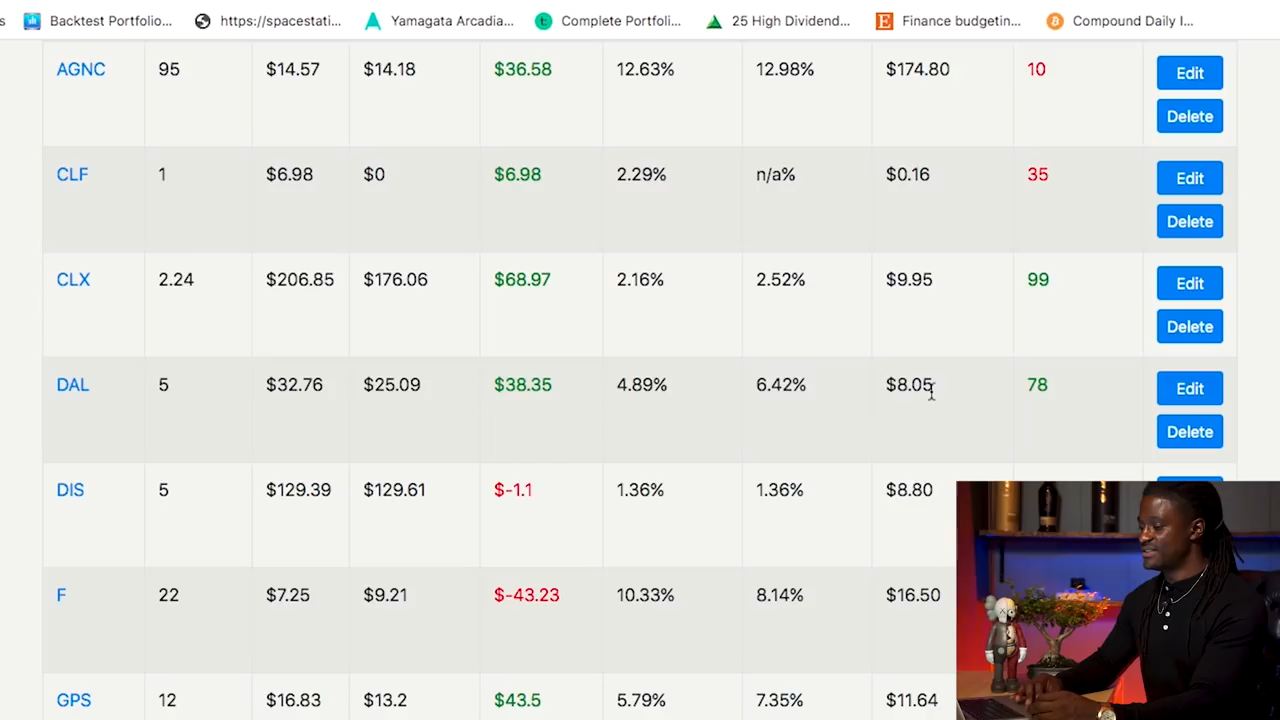 s Backtest Portfolio... https://spacestati... Yamagata Arcadia... Complete Portfoli... 25 High Dividend... Finance budgetin... Compound Daily I...
AGNC 95 $14.57 $14.18 $36.58 12.63% 12.98% $174.80 10 Edit
Delete
CLF 1 $6.98 $0 $6.98 2.29% n/a% $0.16 35 Edit
Delete
CLX 2.24 $206.85 $176.06 $68.97 2.16% 2.52% $9.95 99 Edit
Delete
DAL 5 $32.76 $25.09 $38.35 4.89% 6.42% $8.05 78 Edit
Delete
DIS 5 $129.39 $129.61 $-1.1 1.36% 1.36% $8.80
F 22 $7.25 $9.21 $-43.23 10.33% 8.14% $16.50
GPS 12 $16.83 $13.2 $43.5 5.79% 7.35% $11.64